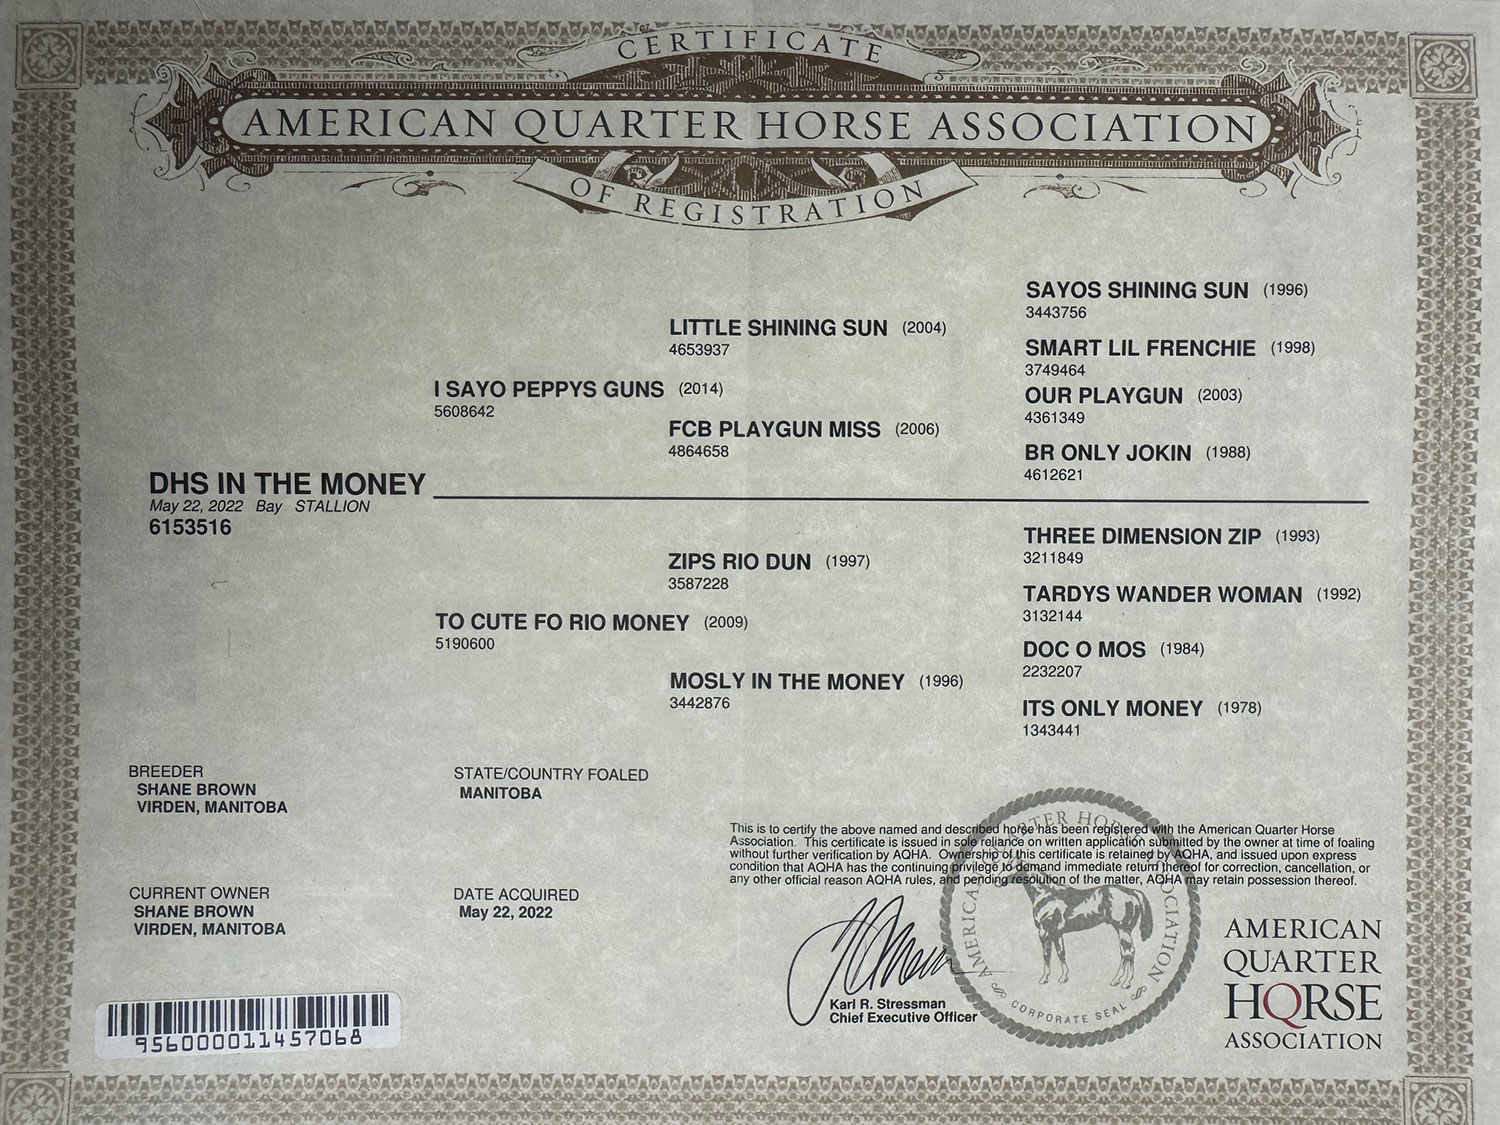 CERTIFICATE
AMERICAN QUARTER HORSE ASSOCIATION
OF REGISTRATION
SAYOS SHINING SUN (1996)
3443756
LITTLE SHINING SUN (2004)
4653937
SMART LIL FRENCHIE (1998)
3749464
I SAYO PEPPYS GUNS (2014)
5608642
OUR PLAYGUN (2003)
4361349
FCB PLAYGUN MISS (2006)
4864658
BR ONLY JOKIN (1988)
4612621
DHS IN THE MONEY
May 22, 2022 Bay STALLION
6153516
THREE DIMENSION ZIP (1993)
3211849
ZIPS RIO DUN (1997)
3587228
TARDYS WANDER WOMAN (1992)
3132144
TO CUTE FO RIO MONEY (2009)
5190600
DOC O MOS (1984)
2232207
MOSLY IN THE MONEY (1996)
3442876
ITS ONLY MONEY (1978)
1343441
BREEDER
SHANE BROWN
VIRDEN, MANITOBA
STATE/COUNTRY FOALED
MANITOBA
CURRENT OWNER
SHANE BROWN
VIRDEN, MANITOBA
DATE ACQUIRED
May 22, 2022
This is to certify the above named and described horse has been registered with the American Quarter Horse
Association. This certificate is issued in sole reliance on written application submitted by the owner at time of foaling
without further verification by AQHA. Ownership of this certificate is retained by AQHA, and issued upon express
condition that AQHA has the continuing privilege to demand immediate return thereof for correction, cancellation, or
any other official reason AQHA rules, and pending resolution of the matter, AQHA may retain possession thereof.
Karl R. Stressman
Chief Executive Officer
AMERICAN QUARTER HORSE ASSOCIATION
CORPORATE SEAL
AMERICAN
QUARTER
HORSE
ASSOCIATION
956000011457068